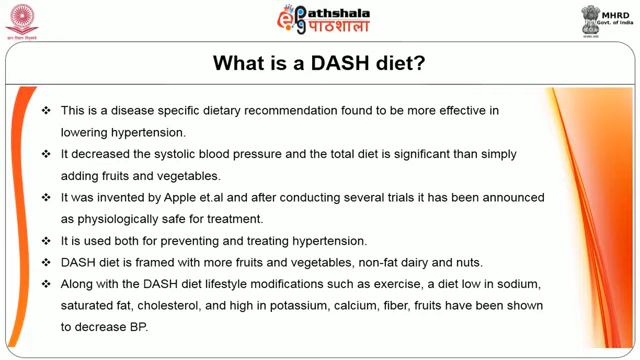 ePathshala
पाठशाला
MHRD
Govt. of India
What is a DASH diet?
❖ This is a disease specific dietary recommendation found to be more effective in
lowering hypertension.
❖ It decreased the systolic blood pressure and the total diet is significant than simply
adding fruits and vegetables.
❖ It was invented by Apple et.al and after conducting several trials it has been announced
as physiologically safe for treatment.
❖ It is used both for preventing and treating hypertension.
❖ DASH diet is framed with more fruits and vegetables, non-fat dairy and nuts.
❖ Along with the DASH diet lifestyle modifications such as exercise, a diet low in sodium,
saturated fat, cholesterol, and high in potassium, calcium, fiber, fruits have been shown
to decrease BP.